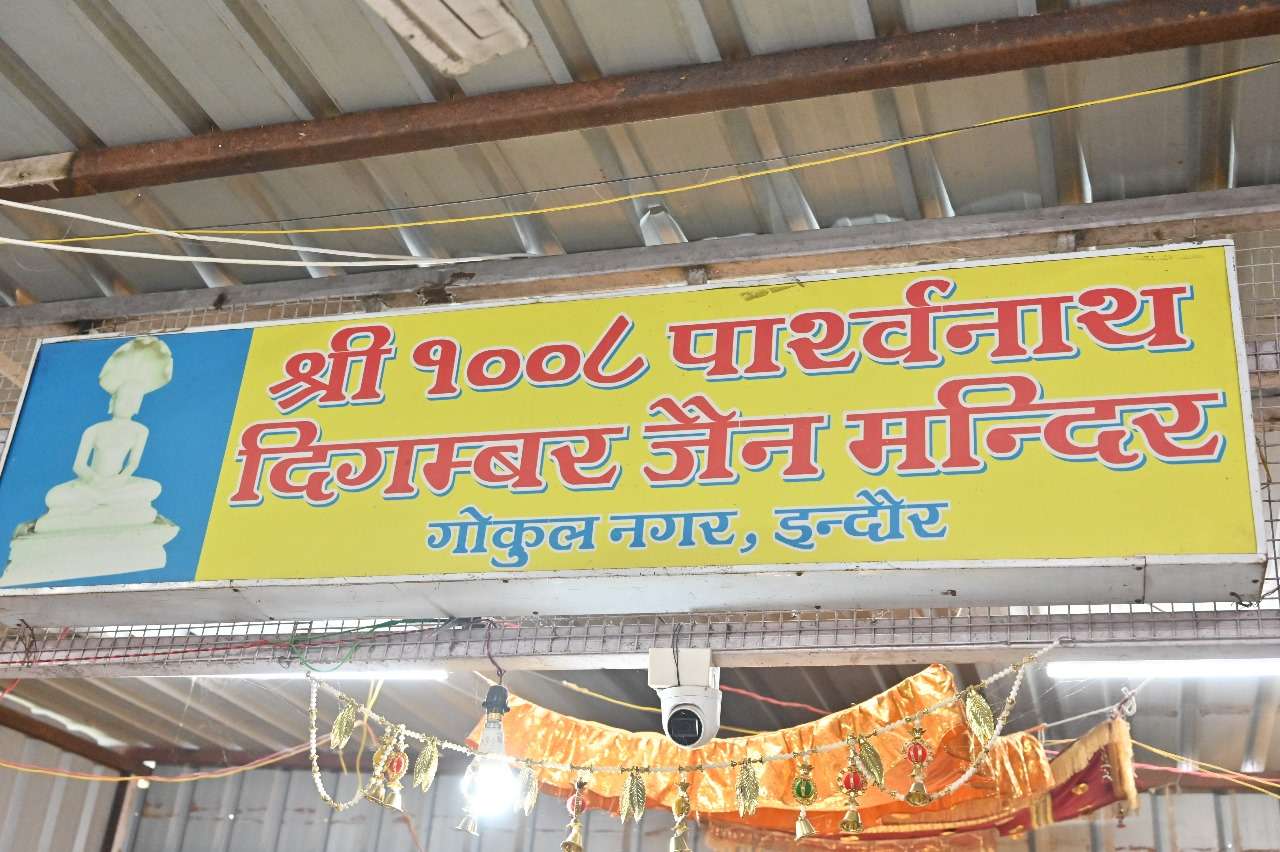 श्री १००८ पार्श्वनाथ
दिगम्बर जैन मन्दिर
गोकुल नगर, इन्दौर